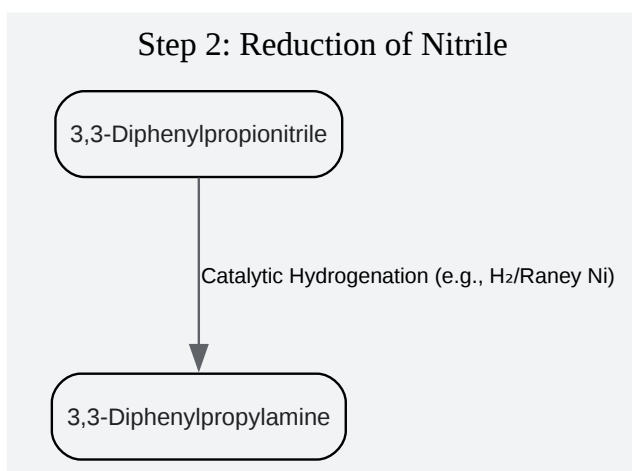 Step 2: Reduction of Nitrile
3,3-Diphenylpropionitrile
Catalytic Hydrogenation (e.g., H₂/Raney Ni)
3,3-Diphenylpropylamine